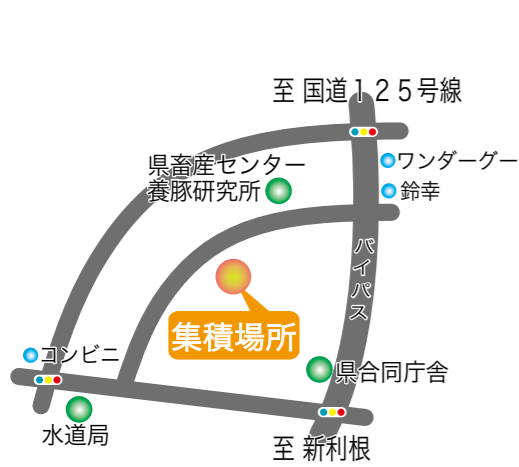 至 国道１２５号線
ワンダーグー
県畜産センター
養豚研究所
鈴幸
バイパス
集積場所
コンビニ
県合同庁舎
水道局
至 新利根